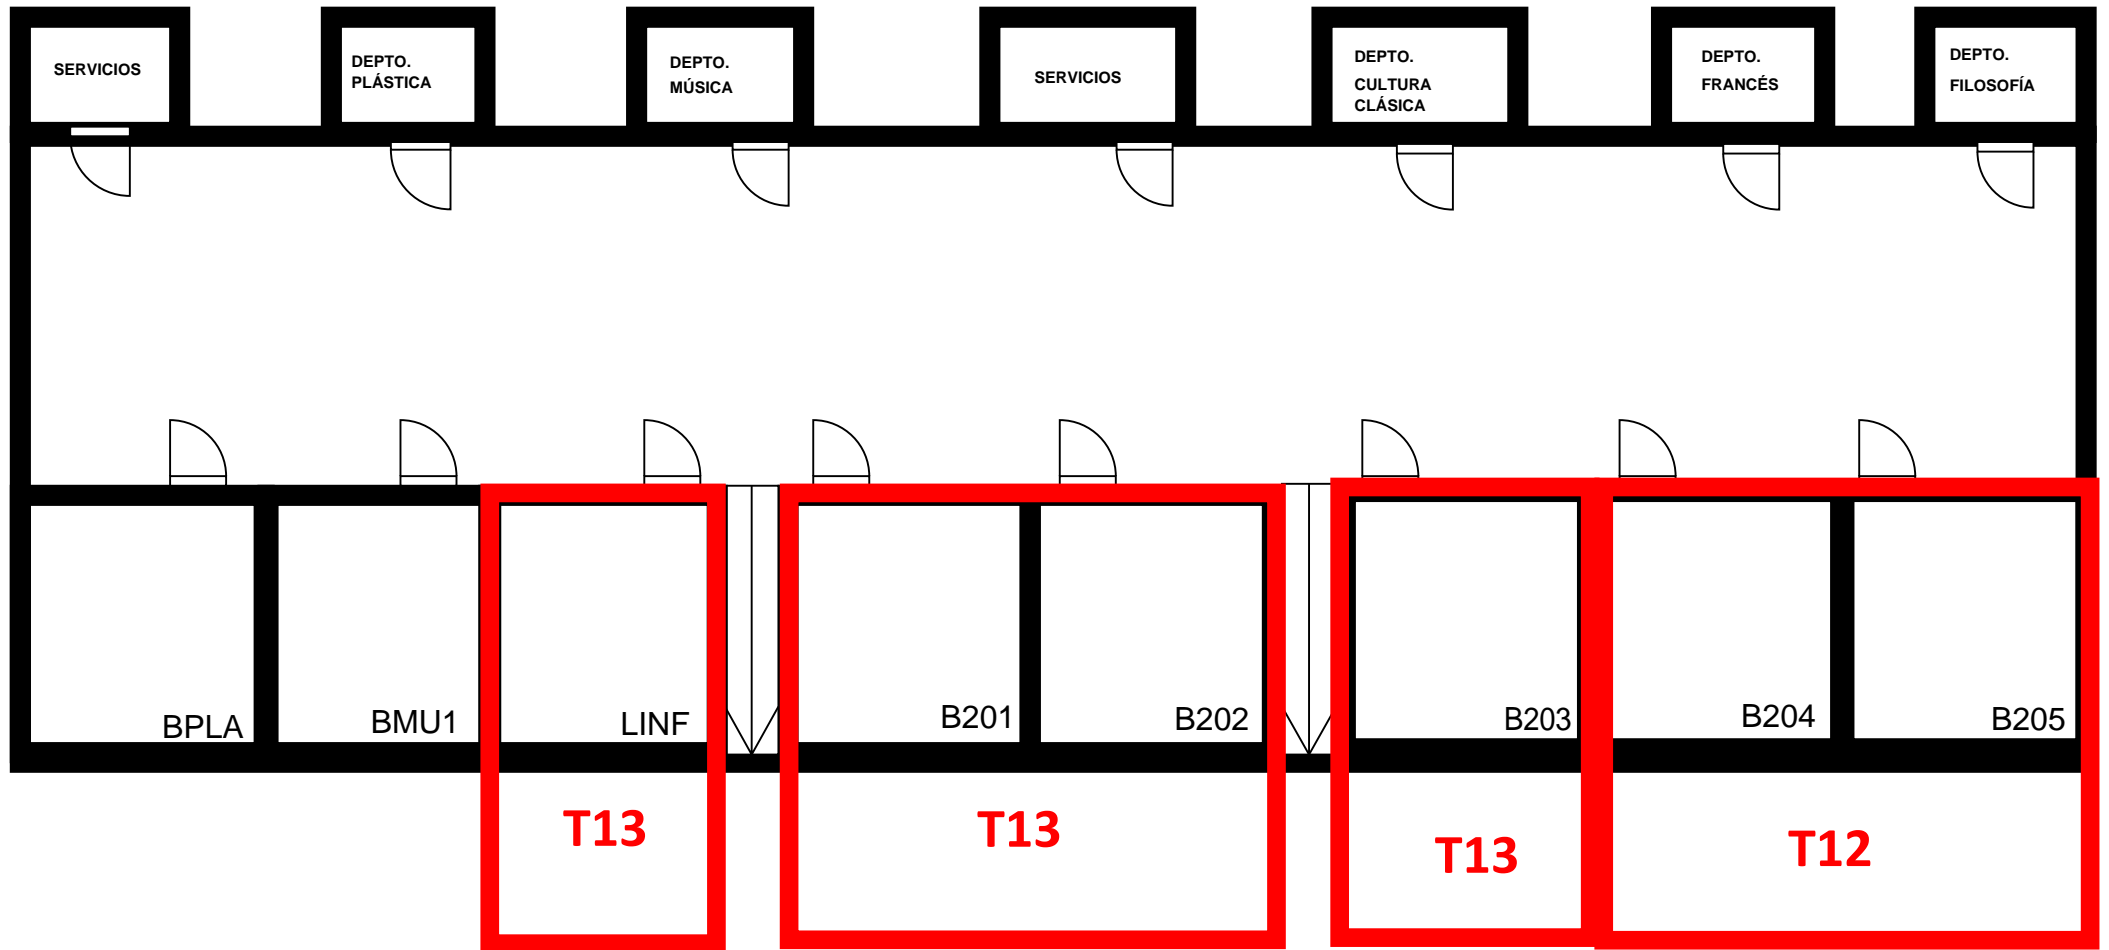 SERVICIOS
DEPTO.
PLÁSTICA
DEPTO.
MÚSICA
SERVICIOS
DEPTO.
CULTURA
CLÁSICA
DEPTO.
FRANCÉS
DEPTO.
FILOSOFÍA
BPLA
BMU1
LINF
B201
B202
B203
B204
B205
T13
T13
T13
T12